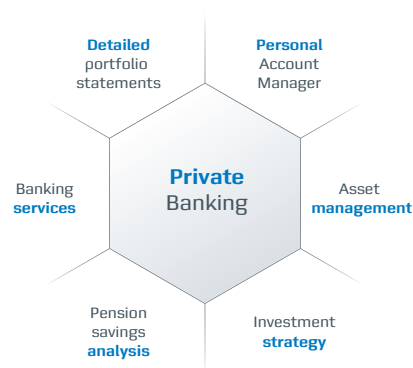 Detailed
portfolio
statements
Personal
Account
Manager
Banking
services
Private
Banking
Asset
management
Pension
savings
analysis
Investment
strategy